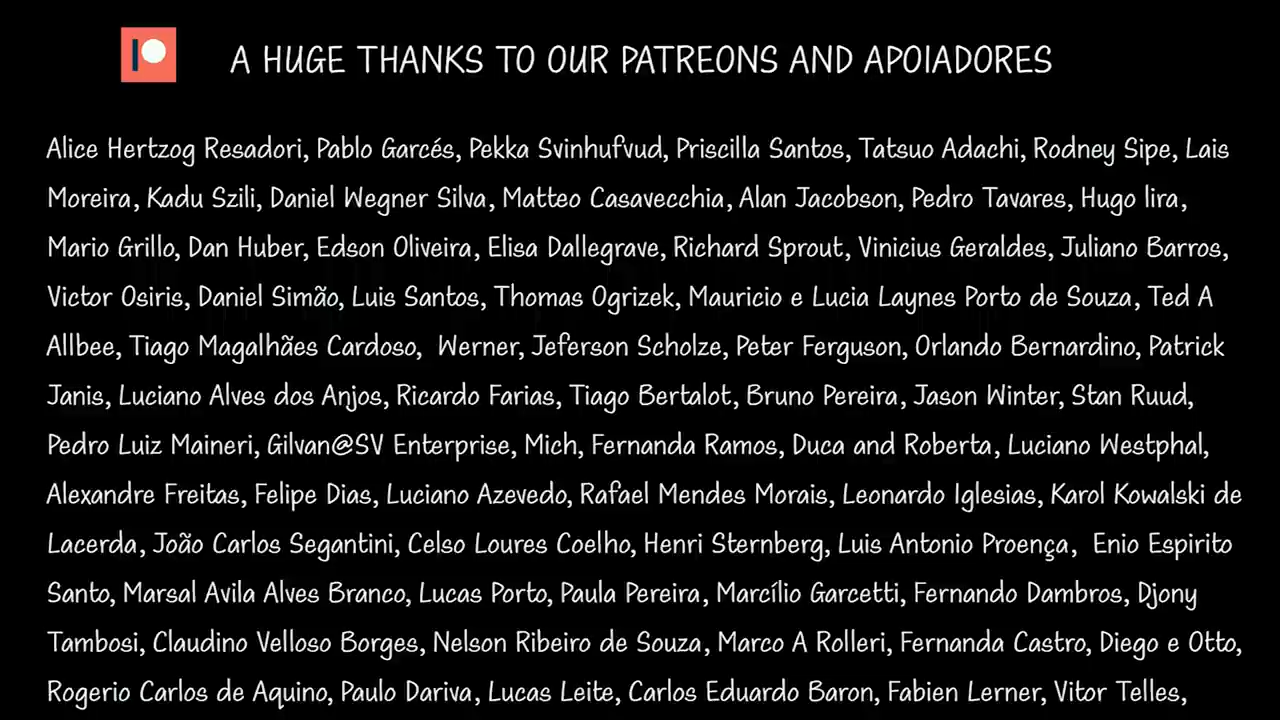 A HUGE THANKS TO OUR PATREONS AND APOIADORES
Alice Hertzog Resadori, Pablo Garcés, Pekka Svinhufvud, Priscilla Santos, Tatsuo Adachi, Rodney Sipe, Lais
Moreira, Kadu Szili, Daniel Wegner Silva, Matteo Casavecchia, Alan Jacobson, Pedro Tavares, Hugo lira,
Mario Grillo, Dan Huber, Edson Oliveira, Elisa Dallegrave, Richard Sprout, Vinicius Geraldes, Juliano Barros,
Victor Osiris, Daniel Simão, Luis Santos, Thomas Ogrizek, Mauricio e Lucia Laynes Porto de Souza, Ted A
Allbee, Tiago Magalhães Cardoso, Werner, Jeferson Scholze, Peter Ferguson, Orlando Bernardino, Patrick
Janis, Luciano Alves dos Anjos, Ricardo Farias, Tiago Bertalot, Bruno Pereira, Jason Winter, Stan Ruud,
Pedro Luiz Maineri, Gilvan@SV Enterprise, Mich, Fernanda Ramos, Duca and Roberta, Luciano Westphal,
Alexandre Freitas, Felipe Dias, Luciano Azevedo, Rafael Mendes Morais, Leonardo Iglesias, Karol Kowalski de
Lacerda, João Carlos Segantini, Celso Loures Coelho, Henri Sternberg, Luis Antonio Proença, Enio Espirito
Santo, Marsal Avila Alves Branco, Lucas Porto, Paula Pereira, Marcílio Garcetti, Fernando Dambros, Djony
Tambosi, Claudino Velloso Borges, Nelson Ribeiro de Souza, Marco A Rolleri, Fernanda Castro, Diego e Otto,
Rogerio Carlos de Aquino, Paulo Dariva, Lucas Leite, Carlos Eduardo Baron, Fabien Lerner, Vitor Telles,